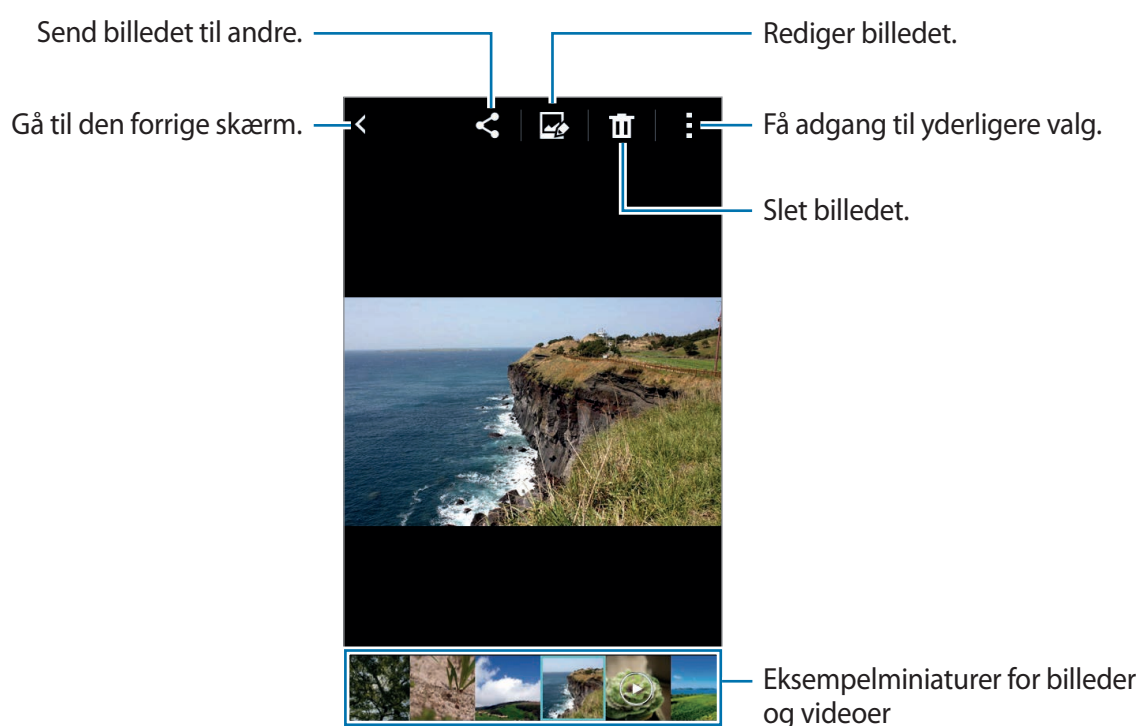 Send billedet til andre.
Rediger billedet.
Gå til den forrige skærm.
Få adgang til yderligere valg.
Slet billedet.
Eksempelminiaturer for billeder
og videoer